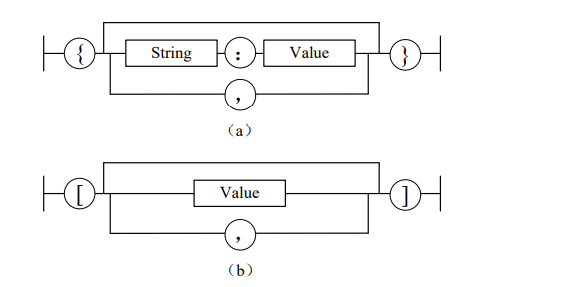 { String : Value }
,
（a）
[ Value ]
,
（b）